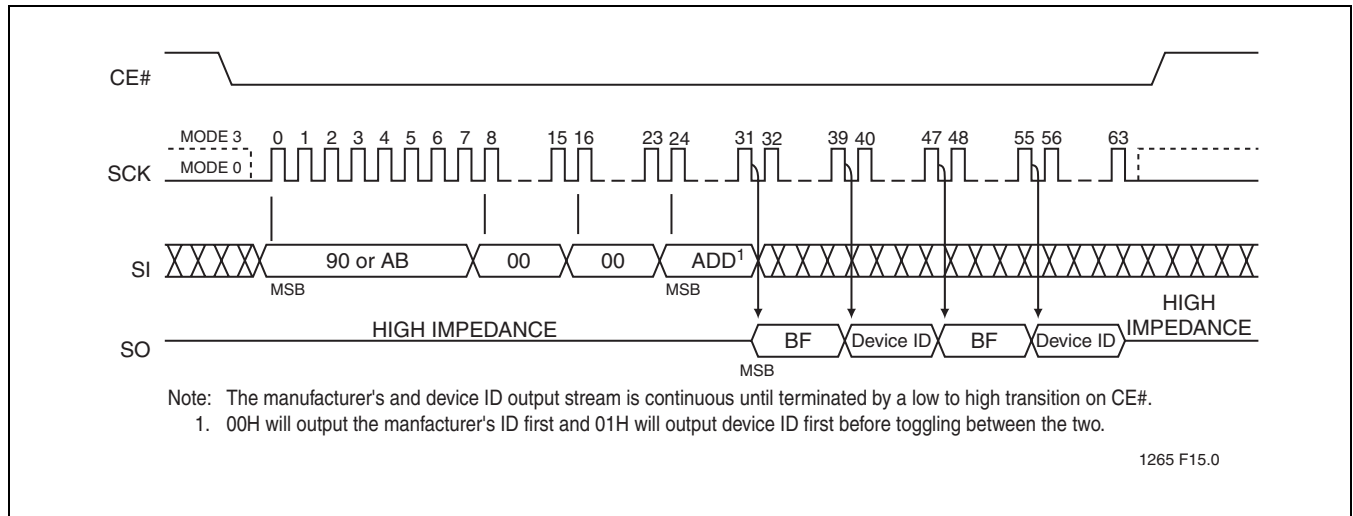 CE#
MODE 3 0 1 2 3 4 5 6 7 8 15 16 23 24 31 32 39 40 47 48 55 56 63
SCK MODE 0
SI 90 or AB 00 00 ADD1
MSB MSB
HIGH IMPEDANCE
SO HIGH IMPEDANCE BF Device ID BF Device ID
MSB
Note: The manufacturer's and device ID output stream is continuous until terminated by a low to high transition on CE#.
1. 00H will output the manfacturer's ID first and 01H will output device ID first before toggling between the two.
1265 F15.0